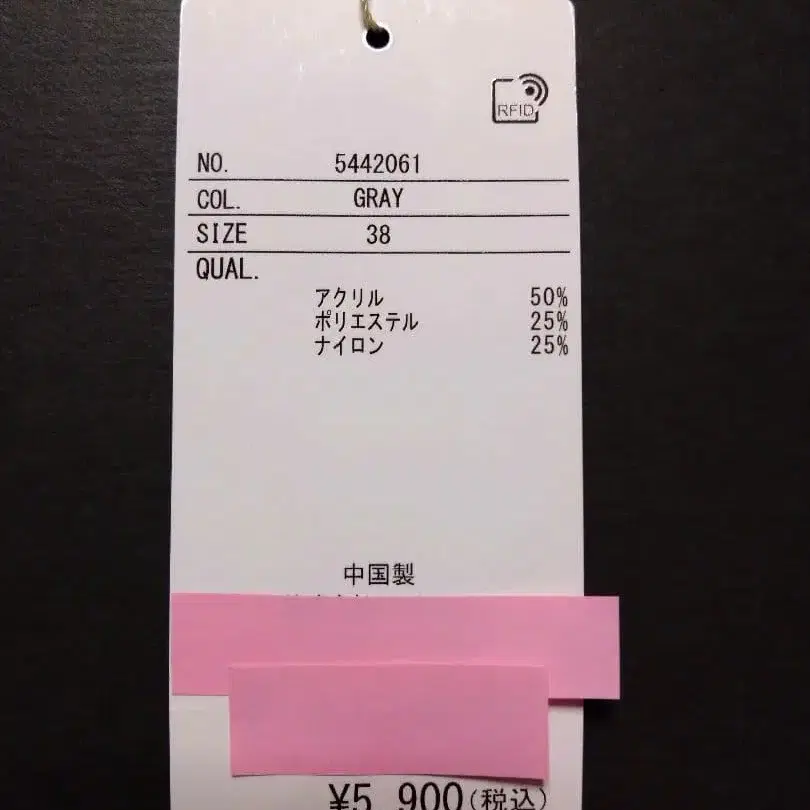 RFID
NO. 5442061
COL. GRAY
SIZE 38
QUAL.
アクリル 50%
ポリエステル 25%
ナイロン 25%
中国製
¥5,900(税込)